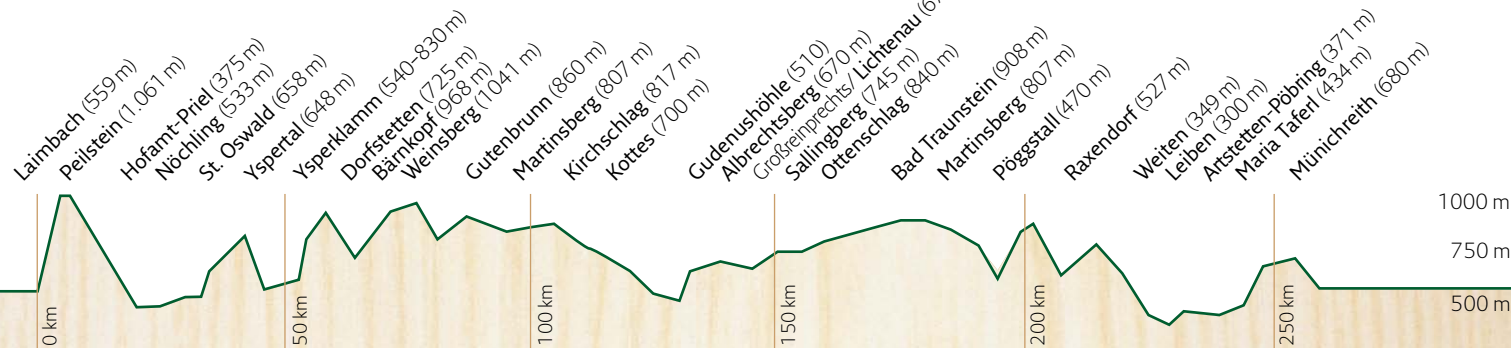 Laimbach (559 m)
Peilstein (1.061 m)
Hofamt-Priel (375 m)
Nöchling (533 m)
St. Oswald (658 m)
Yspertal (648 m)
Ysperklamm (540–830 m)
Dorfstetten (725 m)
Bärnkopf (968 m)
Weinsberg (1041 m)
Gutenbrunn (860 m)
Martinsberg (807 m)
Kirchschlag (817 m)
Kottes (700 m)
Gudenushöhle (510)
Albrechtsberg (670 m)
Großreinprechts/ Lichtenau
Sallingberg (745 m)
Ottenschlag (840 m)
Bad Traunstein (908 m)
Martinsberg (807 m)
Pöggstall (470 m)
Raxendorf (527 m)
Weiten (349 m)
Leiben (300 m)
Artstetten-Pöbring (371 m)
Maria Taferl (434 m)
Münichreith (680 m)
1000 m
750 m
500 m
0 km
50 km
100 km
150 km
200 km
250 km